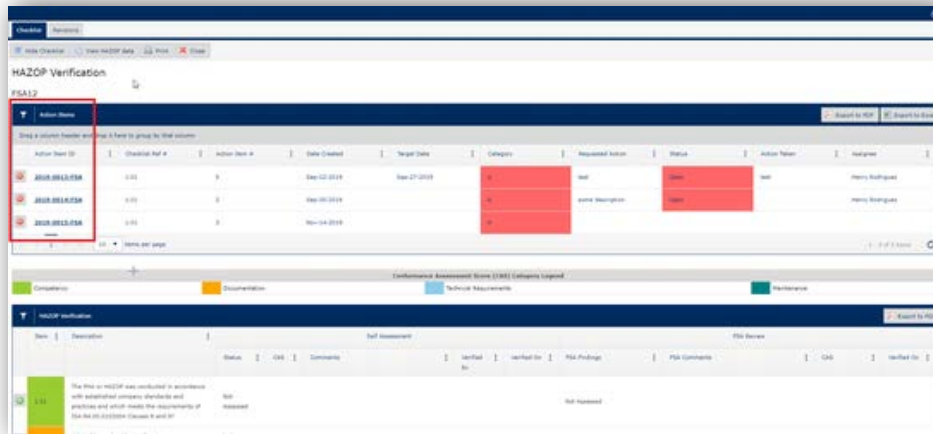 Checklist Revisions
Hide Checklist View HAZOP data Print Close
HAZOP Verification
FSA12
Action Items Export to PDF Export to Excel
Drag a column header and drop it here to group by that column
Action Item ID Checklist Ref # Action Item # Date Created Target Date Category Requested Action Status Action Taken Assignee
2019-0013-FSA 1.01 Sep-02-2019 Sep-27-2019 test Open test Henry Rodriguez
2019-0014-FSA 1.01 some description Open Henry Rodriguez
2019-0015-FSA 1.01 Nov-14-2019
1 10 items per page 1 - 3 of 3 items
Conformance Assessment Score (CAS) Category Legend
Competency Documentation Technical Requirements Maintenance
HAZOP Verification Export to PDF
Item Description Self Assessment FSA Review
Status CAS Comments Verified By Verified On FSA Findings FSA Comments CAS Verified On
1.01 Not Assessed Not Assessed
The PHA or HAZOP was conducted in accordance
with established company standards and
practices and which meets the requirements of